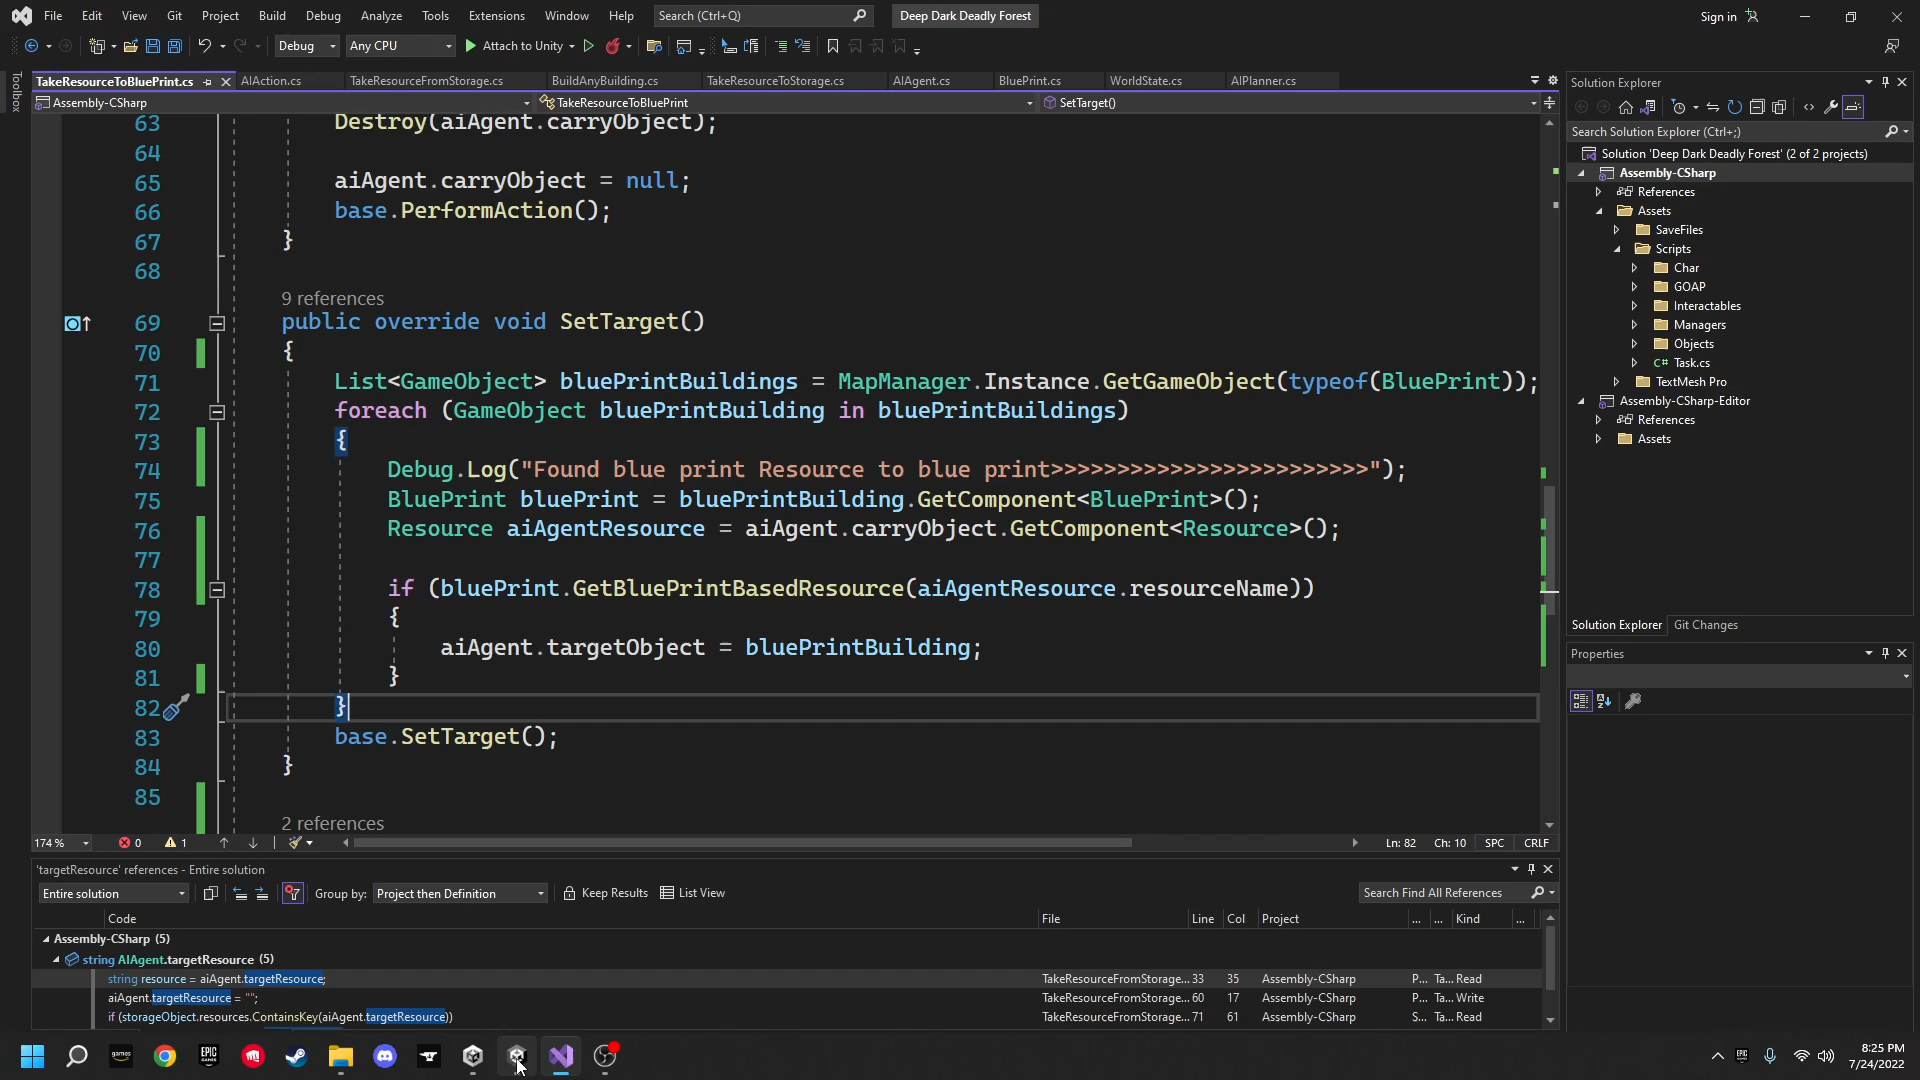 File Edit View Git Project Build Debug Analyze Tools Extensions Window Help Search (Ctrl+Q) Deep Dark Deadly Forest Sign in
Debug Any CPU Attach to Unity
Toolbox
TakeResourceToBluePrint.cs AIAction.cs TakeResourceFromStorage.cs BuildAnyBuilding.cs TakeResourceToStorage.cs AIAgent.cs BluePrint.cs WorldState.cs AIPlanner.cs
Assembly-CSharp TakeResourceToBluePrint SetTarget()
63 Destroy(aiAgent.carryObject);
64
65 aiAgent.carryObject = null;
66 base.PerformAction();
67 }
68
9 references
69 public override void SetTarget()
70 {
71 List<GameObject> bluePrintBuildings = MapManager.Instance.GetGameObject(typeof(BluePrint));
72 foreach (GameObject bluePrintBuilding in bluePrintBuildings)
73 {
74 Debug.Log("Found blue print Resource to blue print>>>>>>>>>>>>>>>>>>>>>>>>");
75 BluePrint bluePrint = bluePrintBuilding.GetComponent<BluePrint>();
76 Resource aiAgentResource = aiAgent.carryObject.GetComponent<Resource>();
77
78 if (bluePrint.GetBluePrintBasedResource(aiAgentResource.resourceName))
79 {
80 aiAgent.targetObject = bluePrintBuilding;
81 }
82 }
83 base.SetTarget();
84 }
85
2 references
174 % 0 1 Ln: 82 Ch: 10 SPC CRLF
'targetResource' references - Entire solution
Entire solution Group by: Project then Definition Keep Results List View Search Find All References
Code File Line Col Project ... ... Kind ...
Assembly-CSharp (5)
string AIAgent.targetResource (5)
string resource = aiAgent.targetResource; TakeResourceFromStorage... 33 35 Assembly-CSharp P... Ta... Read
aiAgent.targetResource = ""; TakeResourceFromStorage... 60 17 Assembly-CSharp P... Ta... Write
if (storageObject.resources.ContainsKey(aiAgent.targetResource)) TakeResourceFromStorage... 71 61 Assembly-CSharp S... Ta... Read
Solution Explorer
Search Solution Explorer (Ctrl+;)
Solution 'Deep Dark Deadly Forest' (2 of 2 projects)
Assembly-CSharp
References
Assets
SaveFiles
Scripts
Char
GOAP
Interactables
Managers
Objects
C# Task.cs
TextMesh Pro
Assembly-CSharp-Editor
References
Assets
Solution Explorer Git Changes
Properties
games EPIC EPIC
8:25 PM
7/24/2022